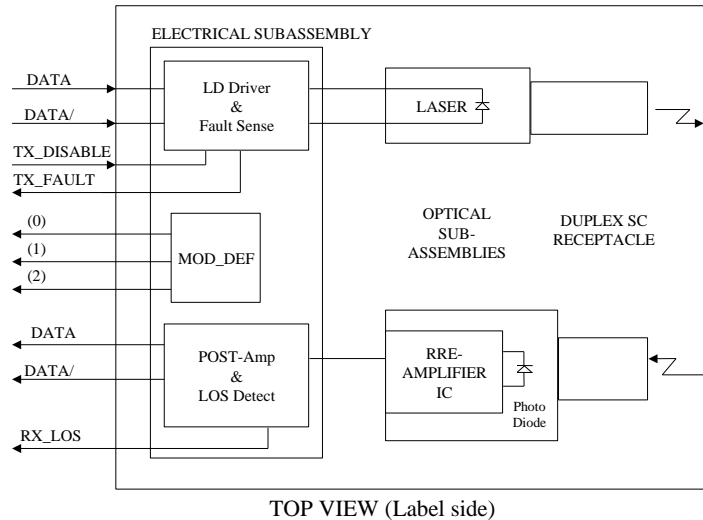 ELECTRICAL SUBASSEMBLY
DATA
DATA/
TX_DISABLE
TX_FAULT
LD Driver
&
Fault Sense
LASER
(0)
(1)
(2)
MOD_DEF
OPTICAL
SUB-
ASSEMBLIES
DUPLEX SC
RECEPTACLE
DATA
DATA/
RX_LOS
POST-Amp
&
LOS Detect
RRE-
AMPLIFIER
IC
Photo
Diode
TOP VIEW (Label side)